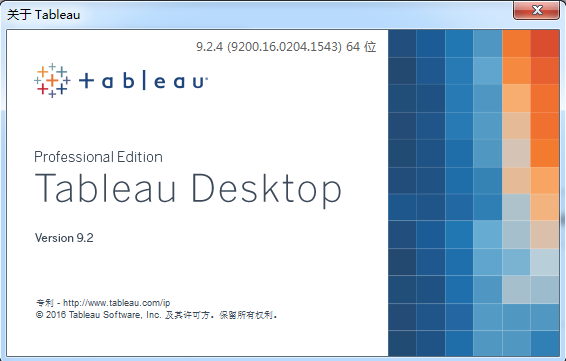 关于 Tableau
9.2.4 (9200.16.0204.1543) 64 位
+ableau
Professional Edition
Tableau Desktop
Version 9.2
专利 - http://www.tableau.com/ip
© 2016 Tableau Software, Inc. 及其许可方。保留所有权利。